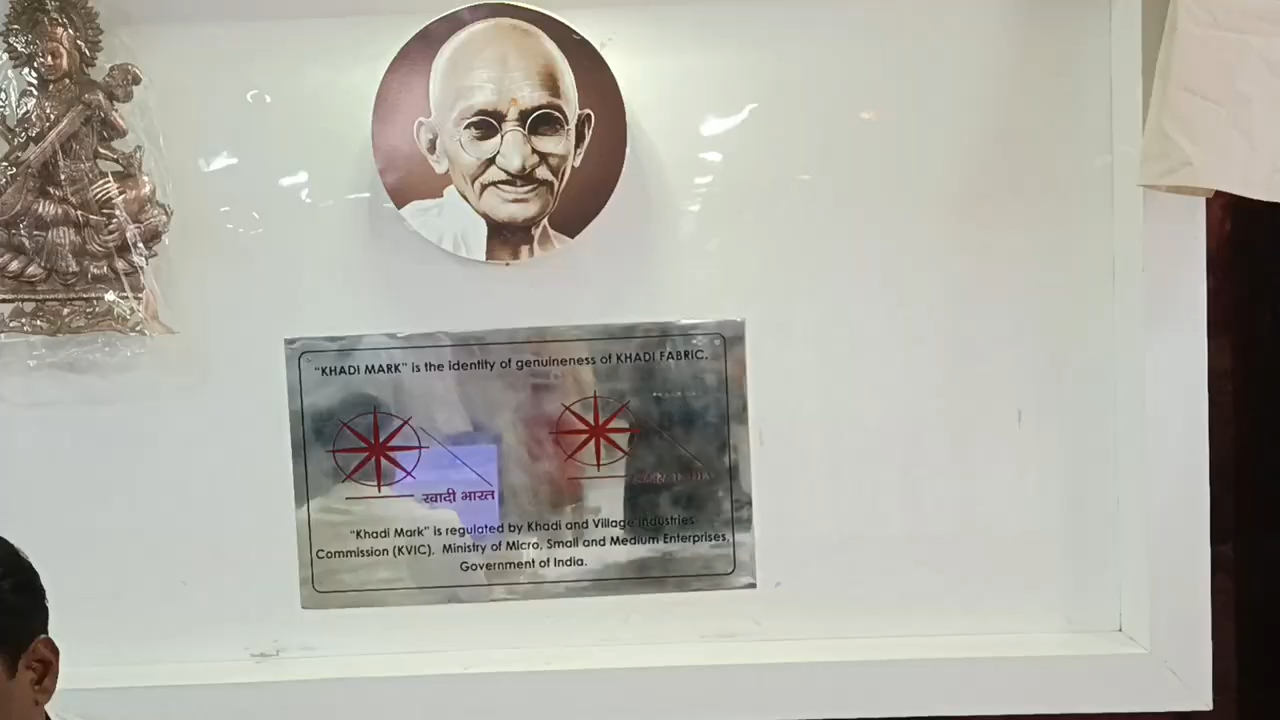 "KHADI MARK" is the identity of genuineness of KHADI FABRIC.
खादी भारत
"Khadi Mark" is regulated by Khadi and Village Industries
Commission (KVIC), Ministry of Micro, Small and Medium Enterprises,
Government of India.